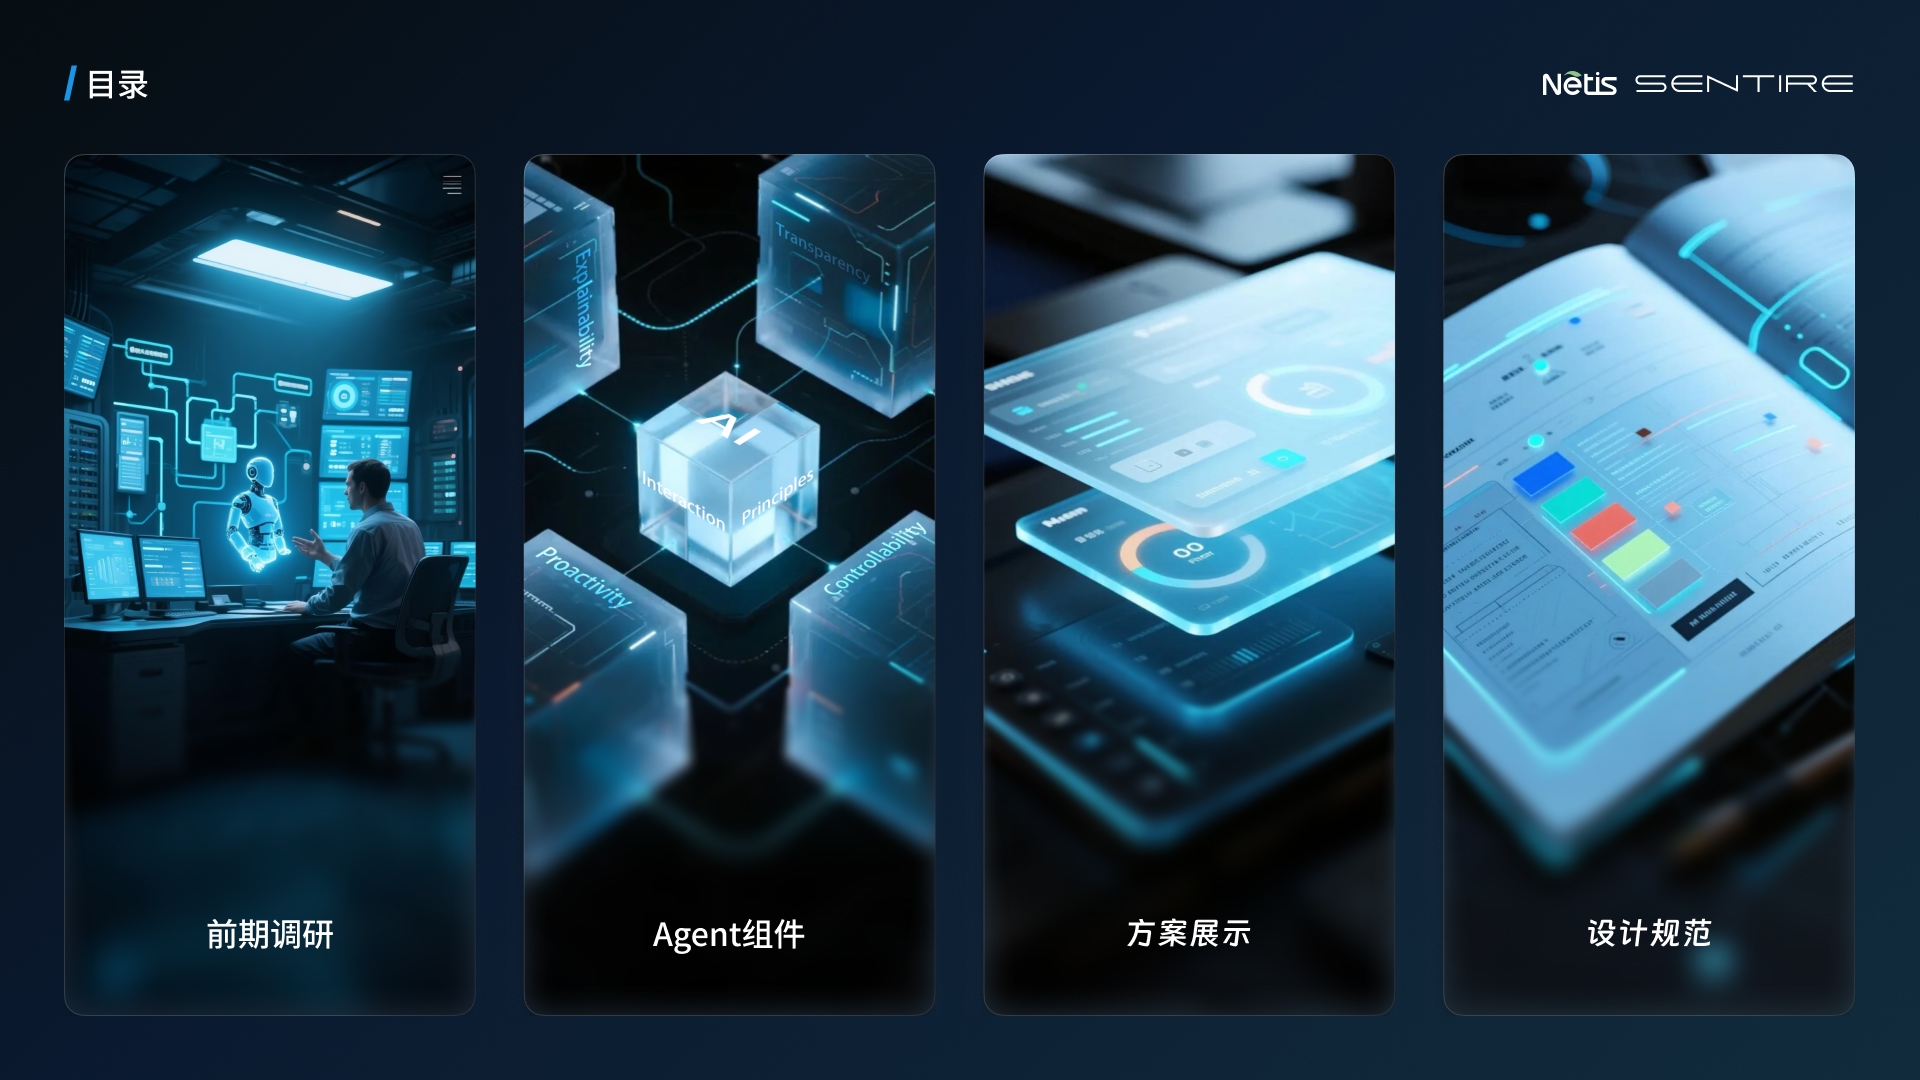 目录
Netis SENTIRE
Explainability
Transparency
AI
Interaction
Principles
Proactivity
Controllability
前期调研
Agent组件
方案展示
设计规范